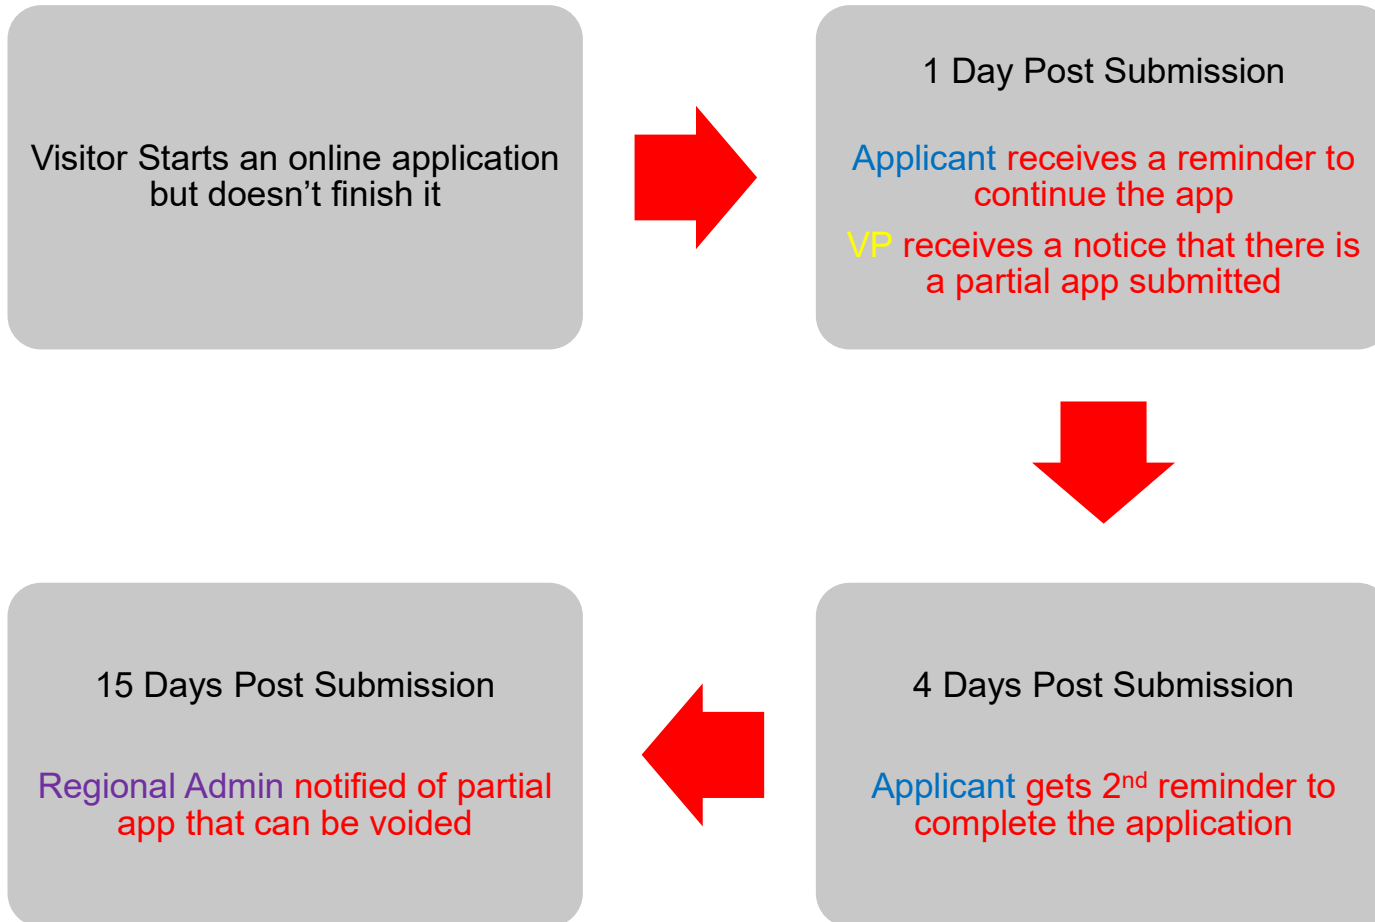 Visitor Starts an online application
but doesn’t finish it
1 Day Post Submission
Applicant receives a reminder to
continue the app
VP receives a notice that there is
a partial app submitted
4 Days Post Submission
Applicant gets 2nd reminder to
complete the application
15 Days Post Submission
Regional Admin notified of partial
app that can be voided